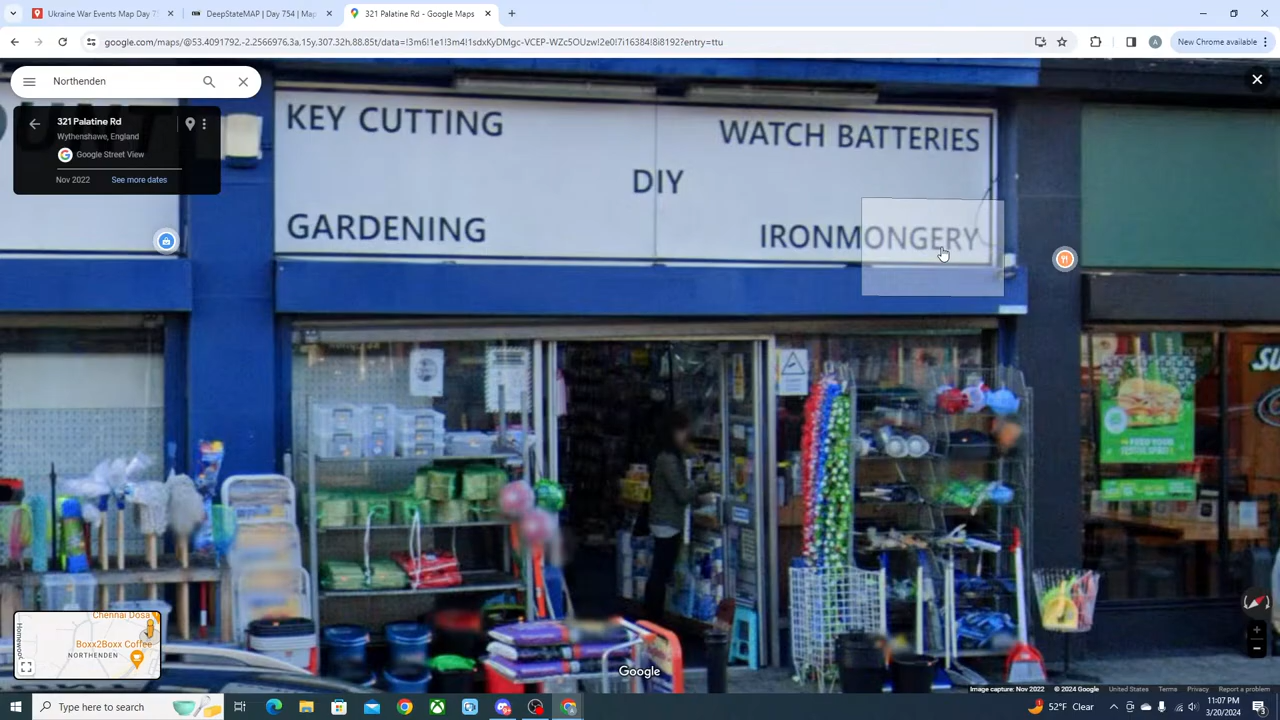 Ukraine War Events Map Day 7
DeepStateMAP | Day 754 | Map
321 Palatine Rd - Google Maps
google.com/maps/@53.4091792,-2.2566976,3a,15y,307.32h,88.85t/data=!3m6!1e1!3m4!1sdxKyDMgc-VCEP-WZc5OUzw!2e0!7i16384!8i8192?entry=ttu
New Chrome available
Northenden
321 Palatine Rd
Wythenshawe, England
Google Street View
Nov 2022 See more dates
KEY CUTTING
WATCH BATTERIES
DIY
GARDENING
IRONMONGERY
Chennai Dosa
Boxx2Boxx Coffee
NORTHENDEN
Google
Image capture: Nov 2022 © 2024 Google United States Terms Privacy Report a problem
Type here to search
52°F Clear
11:07 PM
3/20/2024